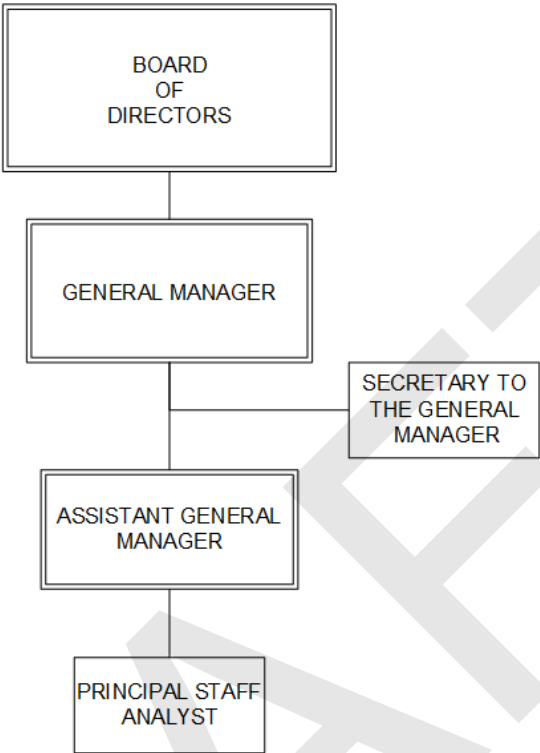 BOARD
OF
DIRECTORS
GENERAL MANAGER
SECRETARY TO
THE GENERAL
MANAGER
ASSISTANT GENERAL
MANAGER
PRINCIPAL STAFF
ANALYST